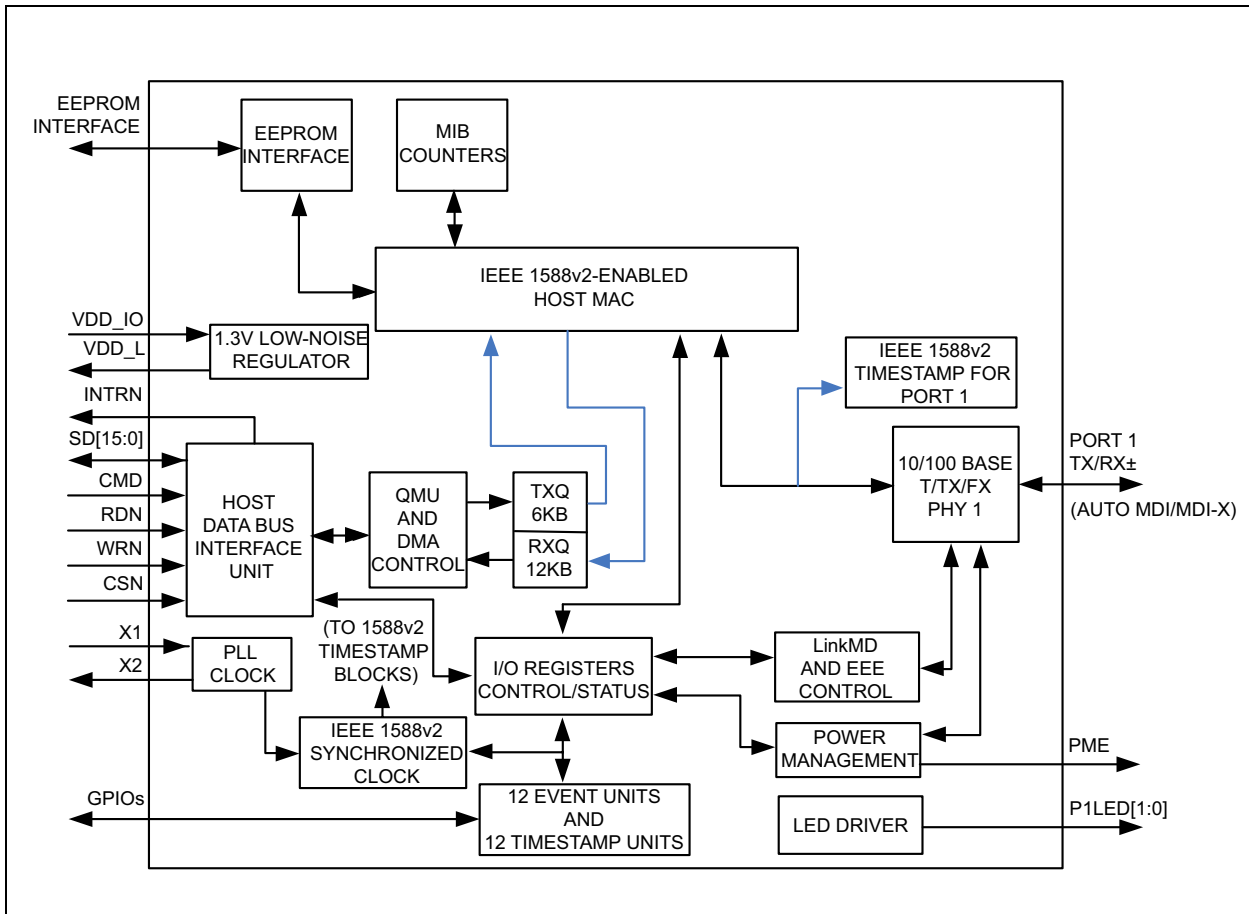 EEPROM
INTERFACE
EEPROM
INTERFACE
MIB
COUNTERS
IEEE 1588v2-ENABLED
HOST MAC
VDD_IO
VDD_L
1.3V LOW-NOISE
REGULATOR
IEEE 1588v2
TIMESTAMP FOR
PORT 1
INTRN
SD[15:0]
CMD
RDN
WRN
CSN
HOST
DATA BUS
INTERFACE
UNIT
QMU
AND
DMA
CONTROL
TXQ
6KB
RXQ
12KB
10/100 BASE
T/TX/FX
PHY 1
PORT 1
TX/RX±
(AUTO MDI/MDI-X)
X1
X2
PLL
CLOCK
(TO 1588v2
TIMESTAMP
BLOCKS)
I/O REGISTERS
CONTROL/STATUS
LinkMD
AND EEE
CONTROL
IEEE 1588v2
SYNCHRONIZED
CLOCK
POWER
MANAGEMENT
PME
GPIOs
12 EVENT UNITS
AND
12 TIMESTAMP UNITS
LED DRIVER
P1LED[1:0]